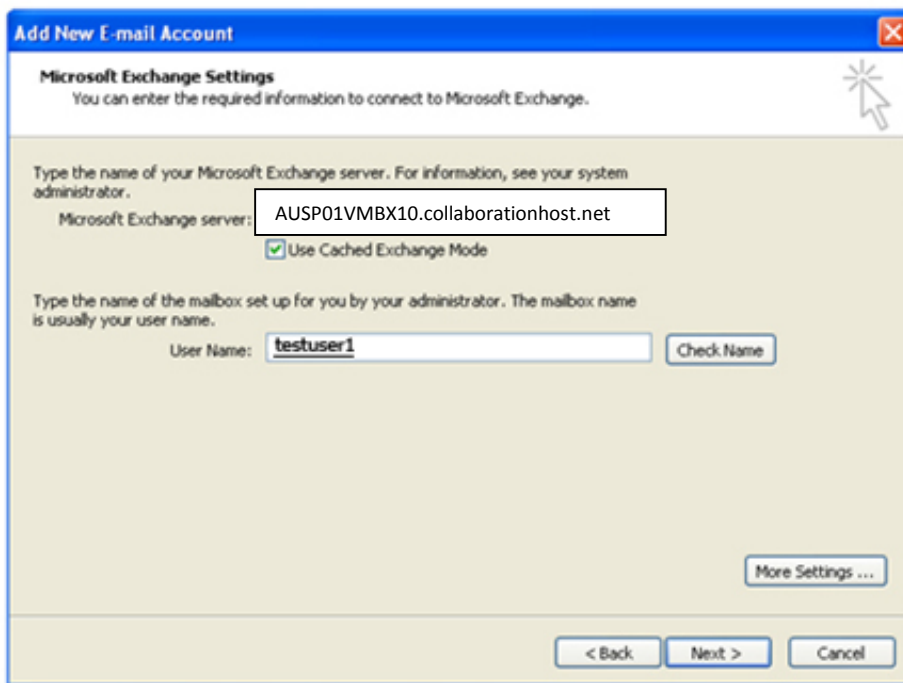 Add New E-mail Account
Microsoft Exchange Settings
You can enter the required information to connect to Microsoft Exchange.
Type the name of your Microsoft Exchange server. For information, see your system
administrator.
Microsoft Exchange server: AUSP01VMBX10.collaborationhost.net
Use Cached Exchange Mode
Type the name of the mailbox set up for you by your administrator. The mailbox name
is usually your user name.
User Name: testuser1 Check Name
More Settings ...
< Back Next > Cancel